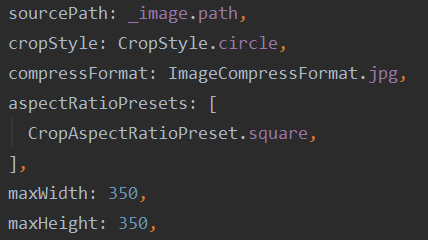 sourcePath: _image.path,
cropStyle: CropStyle.circle,
compressFormat: ImageCompressFormat.jpg,
aspectRatioPresets: [
CropAspectRatioPreset.square,
],
maxWidth: 350,
maxHeight: 350,